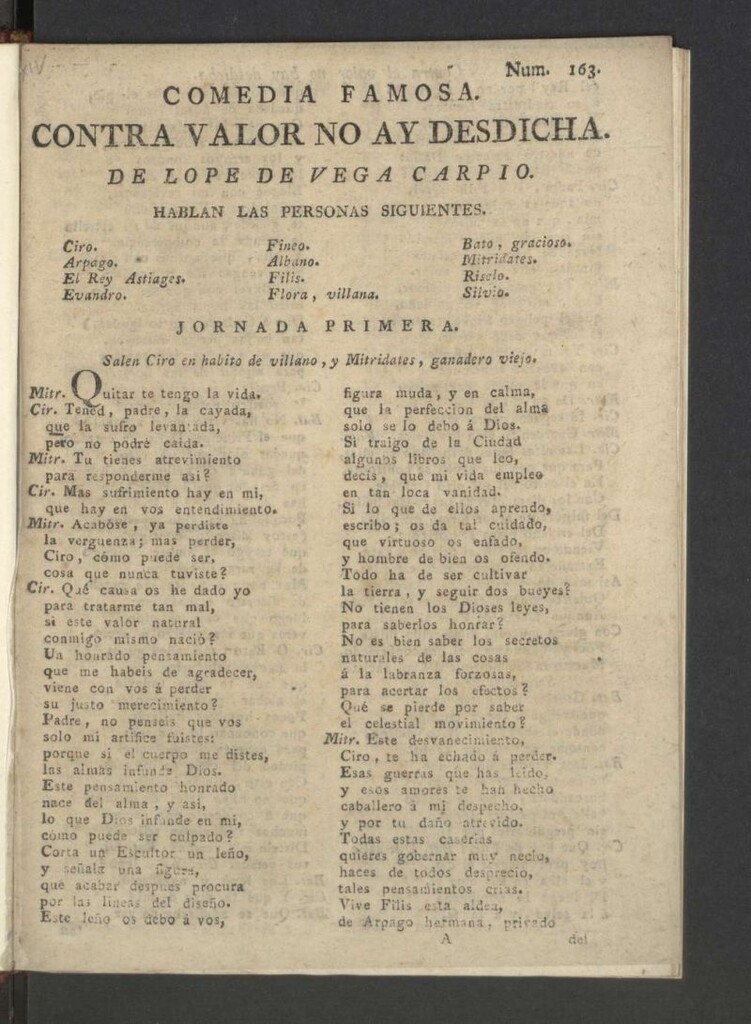 Num. 163.
COMEDIA FAMOSA.
CONTRA VALOR NO AY DESDICHA.
DE LOPE DE VEGA CARPIO.
HABLAN LAS PERSONAS SIGUIENTES.
Ciro.
Arpago.
El Rey Astiages.
Evandro.
Fineo.
Albano.
Filis.
Flora, villana.
Bato, gracioso.
Mitridates.
Riselo.
Silvio.
JORNADA PRIMERA.
Salen Ciro en habito de villano, y Mitridates, ganadero viejo.
Mitr. Quitar te tengo la vida.
Cir. Tened, padre, la cayada,
que la sufro levantada,
pero no podré caida.
Mitr. Tu tienes atrevimiento
para responderme asi?
Cir. Mas sufrimiento hay en mi,
que hay en vos entendimiento.
Mitr. Acabóse, ya perdiste
la verguenza; mas perder,
Ciro, cómo puede ser,
cosa que nunca tuviste?
Cir. Qué causa os he dado yo
para tratarme tan mal,
si este valor natural
conmigo mismo nació?
Un honrado pensamiento
que me habeis de agradecer,
viene con vos á perder
su justo merecimiento?
Padre, no penseis que vos
solo mi artifice fuistes:
porque si el cuerpo me distes,
las almas infunde Dios.
Este pensamiento honrado
nace del alma, y asi,
lo que Dios infunde en mi,
cómo puede ser culpado?
Corta un Escultor un leño,
y señala una figura,
que acabar despues procura
por las lineas del diseño.
Este leño os debo á vos,
figura muda, y en calma,
que la perfeccion del alma
solo se lo debo á Dios.
Si traigo de la Ciudad
algunos libros que leo,
decis, que mi vida empleo
en tan loca vanidad.
Si lo que de ellos aprendo,
escribo; os da tal cuidado,
que virtuoso os enfado,
y hombre de bien os ofendo.
Todo ha de ser cultivar
la tierra, y seguir dos bueyes?
No tienen los Dioses leyes,
para saberlos honrar?
No es bien saber los secretos
naturales de las cosas
á la labranza forzosas,
para acertar los efectos?
Qué se pierde por saber
el celestial movimiento?
Mitr. Este desvanecimiento,
Ciro, te ha echado á perder.
Esas guerras que has leido,
y esos amores te han hecho
caballero á mi despecho,
y por tu daño atrevido.
Todas estas caserias
quieres gobernar muy necio,
haces de todos desprecio,
tales pensamientos crias.
Vive Filis esta aldea,
de Arpago hermana, privado
A
del